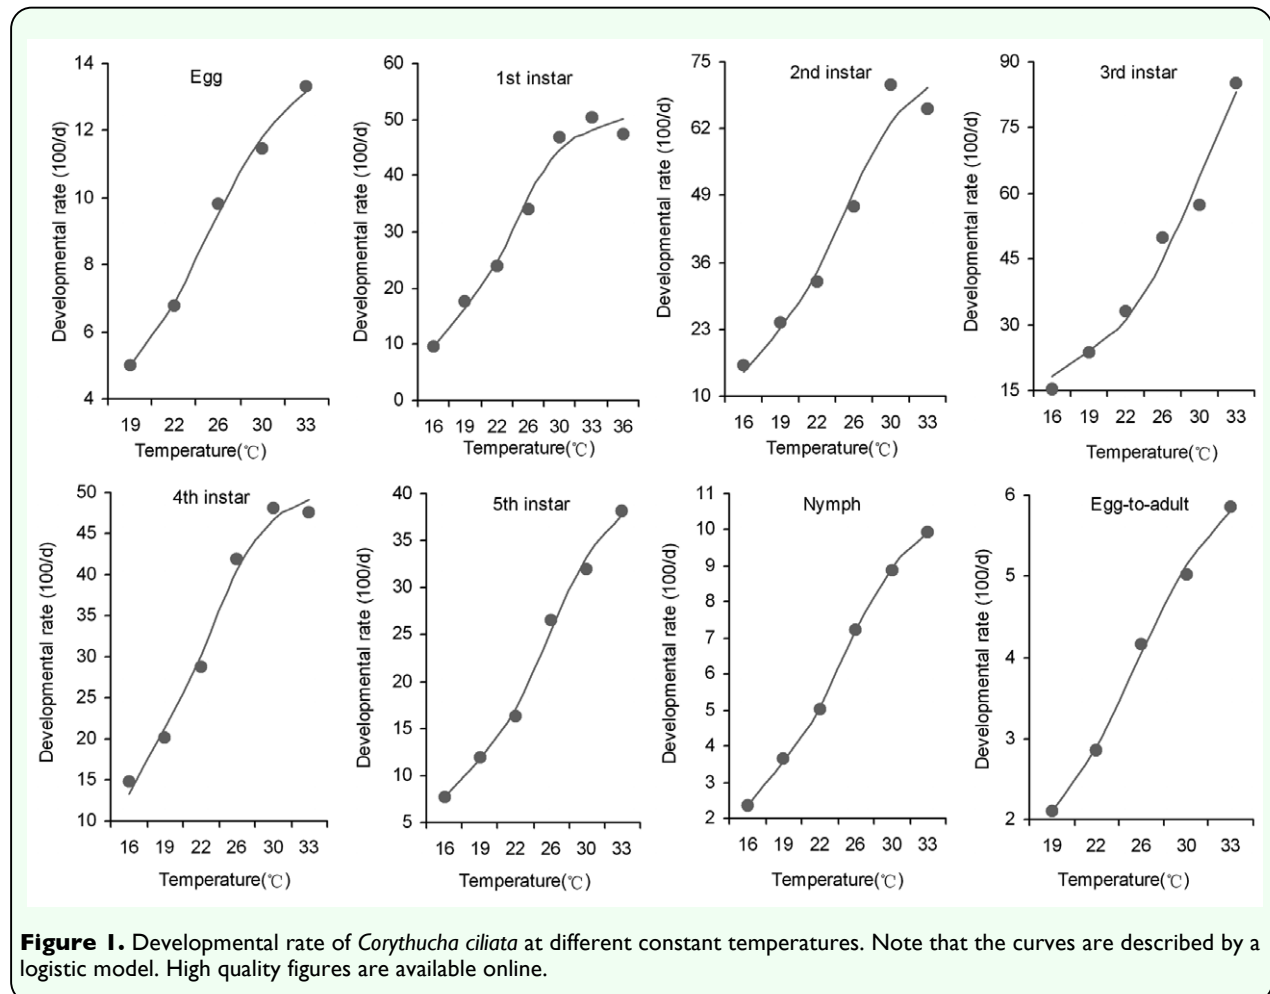 Egg
Developmental rate (100/d)
14
12
10
8
6
4
19 22 26 30 33
Temperature(℃)
1st instar
Developmental rate (100/d)
60
50
40
30
20
10
0
16 19 22 26 30 33 36
Temperature(℃)
2nd instar
Developmental rate (100/d)
75
62
49
36
23
10
16 19 22 26 30 33
Temperature(℃)
3rd instar
Developmental rate (100/d)
90
75
60
45
30
15
16 19 22 26 30 33
Temperature(℃)
4th instar
Developmental rate (100/d)
50
45
40
35
30
25
20
15
10
16 19 22 26 30 33
Temperature(℃)
5th instar
Developmental rate (100/d)
40
35
30
25
20
15
10
5
16 19 22 26 30 33
Temperature(℃)
Nymph
Developmental rate (100/d)
11
10
9
8
7
6
5
4
3
2
16 19 22 26 30 33
Temperature(℃)
Egg-to-adult
Developmental rate (100/d)
6
5
4
3
2
19 22 26 30 33
Temperature(℃)
Figure 1. Developmental rate of Corythucha ciliata at different constant temperatures. Note that the curves are described by a
logistic model. High quality figures are available online.